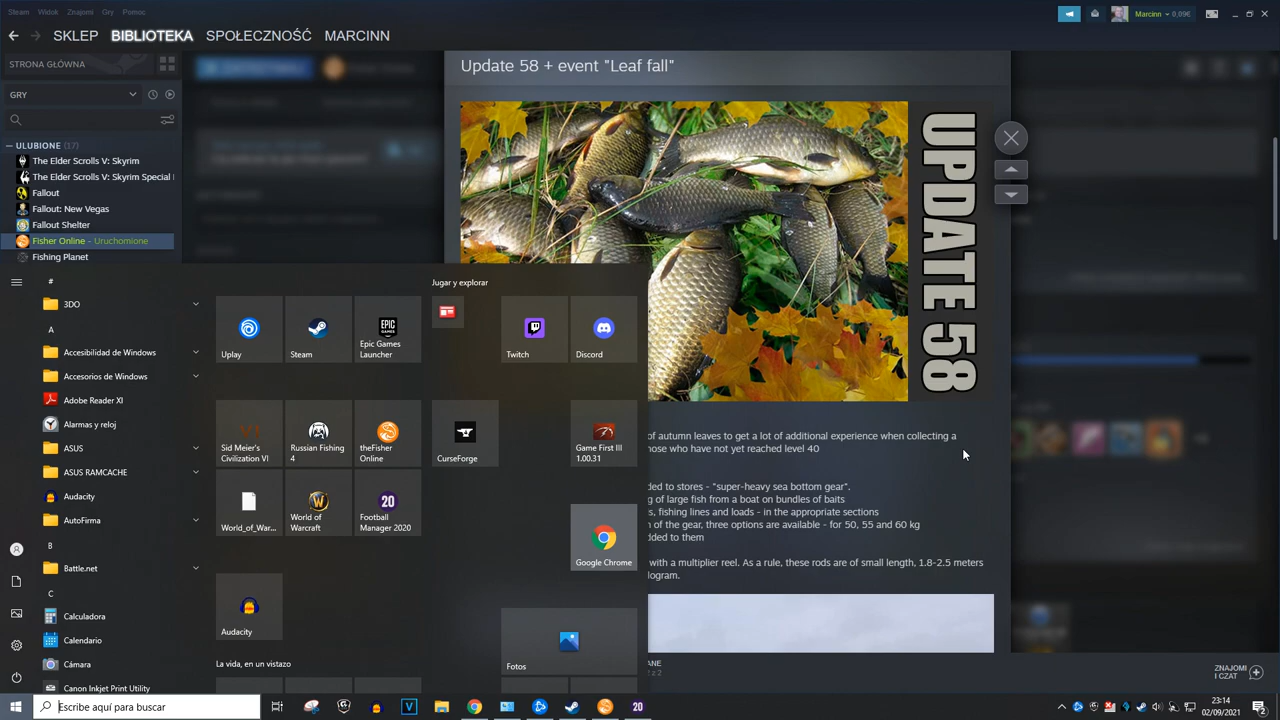 Steam Widok Znajomi Gry Pomoc
Marcinn 0,09€
SKLEP BIBLIOTEKA SPOŁECZNOŚĆ MARCINN
STRONA GŁÓWNA
GRY
ULUBIONE (17)
The Elder Scrolls V: Skyrim
The Elder Scrolls V: Skyrim Special
Fallout
Fallout: New Vegas
Fallout Shelter
Fisher Online - Uruchomione
Fishing Planet
Update 58 + event "Leaf fall"
UPDATE 58
of autumn leaves to get a lot of additional experience when collecting a
hose who have not yet reached level 40
ded to stores - "super-heavy sea bottom gear".
g of large fish from a boat on bundles of baits
s, fishing lines and loads - in the appropriate sections
n of the gear, three options are available - for 50, 55 and 60 kg
dded to them
with a multiplier reel. As a rule, these rods are of small length, 1.8-2.5 meters
logram.
ANE
2 z 2
ZNAJOMI
I CZAT
#
3DO
A
Accesibilidad de Windows
Accesorios de Windows
Adobe Reader XI
Alarmas y reloj
ASUS
ASUS RAMCACHE
Audacity
AutoFirma
B
Battle.net
C
Calculadora
Calendario
Cámara
Canon Inkjet Print Utility
Uplay
Steam
EPIC GAMES
Epic Games
Launcher
Sid Meier's
Civilization VI
Russian Fishing
4
theFisher
Online
World_of_War...
World of
Warcraft
20
Football
Manager 2020
Audacity
La vida, en un vistazo
Jugar y explorar
Twitch
Discord
CurseForge
Game First III
1.00.31
Google Chrome
Fotos
Escribe aquí para buscar
V
20
23:14
02/09/2021